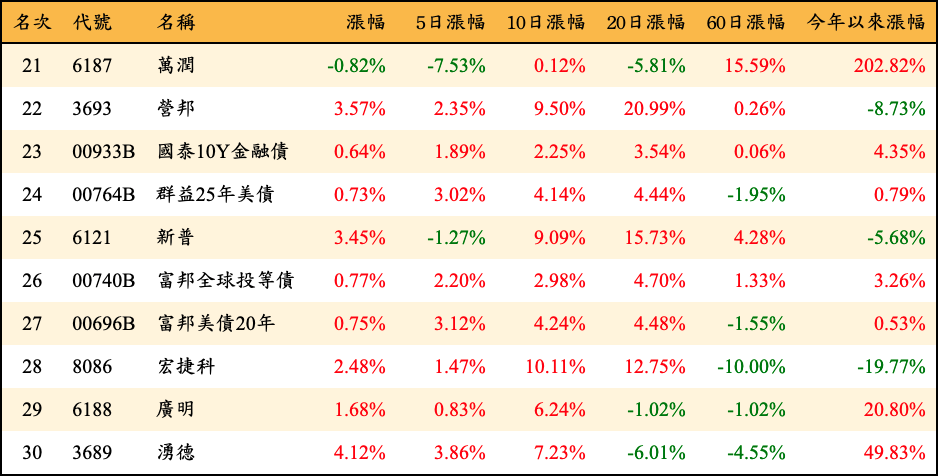 名次 代號 名稱 漲幅 5日漲幅 10日漲幅 20日漲幅 60日漲幅 今年以來漲幅
21 6187 萬潤 -0.82% -7.53% 0.12% -5.81% 15.59% 202.82%
22 3693 營邦 3.57% 2.35% 9.50% 20.99% 0.26% -8.73%
23 00933B 國泰10Y金融債 0.64% 1.89% 2.25% 3.54% 0.06% 4.35%
24 00764B 群益25年美債 0.73% 3.02% 4.14% 4.44% -1.95% 0.79%
25 6121 新普 3.45% -1.27% 9.09% 15.73% 4.28% -5.68%
26 00740B 富邦全球投等債 0.77% 2.20% 2.98% 4.70% 1.33% 3.26%
27 00696B 富邦美債20年 0.75% 3.12% 4.24% 4.48% -1.55% 0.53%
28 8086 宏捷科 2.48% 1.47% 10.11% 12.75% -10.00% -19.77%
29 6188 廣明 1.68% 0.83% 6.24% -1.02% -1.02% 20.80%
30 3689 湧德 4.12% 3.86% 7.23% -6.01% -4.55% 49.83%